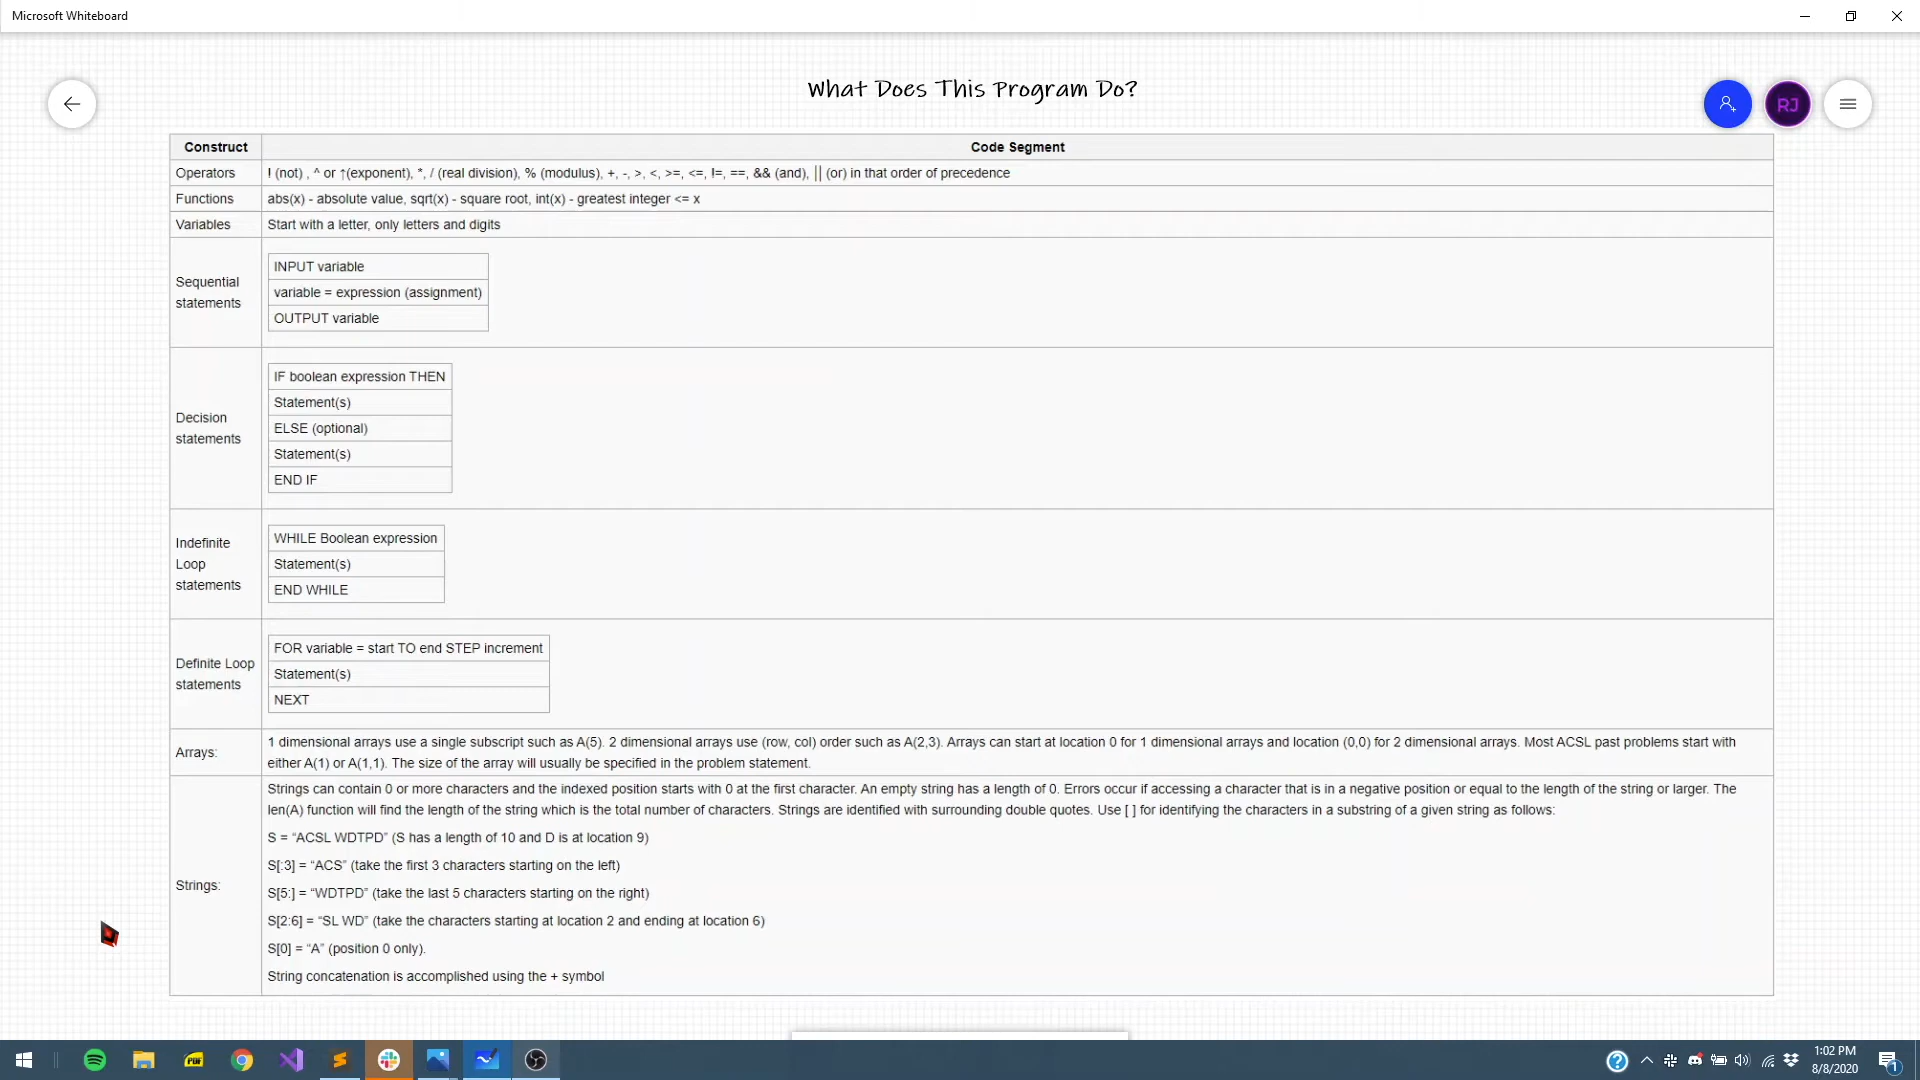 Microsoft Whiteboard
What Does This Program Do?
RJ
Construct Code Segment
Operators ! (not) , ^ or ↑(exponent), *, / (real division), % (modulus), +, -, >, <, >=, <=, !=, ==, && (and), || (or) in that order of precedence
Functions abs(x) - absolute value, sqrt(x) - square root, int(x) - greatest integer <= x
Variables Start with a letter, only letters and digits
Sequential
statements
INPUT variable
variable = expression (assignment)
OUTPUT variable
Decision
statements
IF boolean expression THEN
Statement(s)
ELSE (optional)
Statement(s)
END IF
Indefinite
Loop
statements
WHILE Boolean expression
Statement(s)
END WHILE
Definite Loop
statements
FOR variable = start TO end STEP increment
Statement(s)
NEXT
Arrays:
1 dimensional arrays use a single subscript such as A(5). 2 dimensional arrays use (row, col) order such as A(2,3). Arrays can start at location 0 for 1 dimensional arrays and location (0,0) for 2 dimensional arrays. Most ACSL past problems start with
either A(1) or A(1,1). The size of the array will usually be specified in the problem statement.
Strings:
Strings can contain 0 or more characters and the indexed position starts with 0 at the first character. An empty string has a length of 0. Errors occur if accessing a character that is in a negative position or equal to the length of the string or larger. The
len(A) function will find the length of the string which is the total number of characters. Strings are identified with surrounding double quotes. Use [ ] for identifying the characters in a substring of a given string as follows:
S = “ACSL WDTPD” (S has a length of 10 and D is at location 9)
S[:3] = “ACS” (take the first 3 characters starting on the left)
S[5:] = “WDTPD” (take the last 5 characters starting on the right)
S[2:6] = “SL WD” (take the characters starting at location 2 and ending at location 6)
S[0] = “A” (position 0 only).
String concatenation is accomplished using the + symbol
PDF
1:02 PM
8/8/2020
1